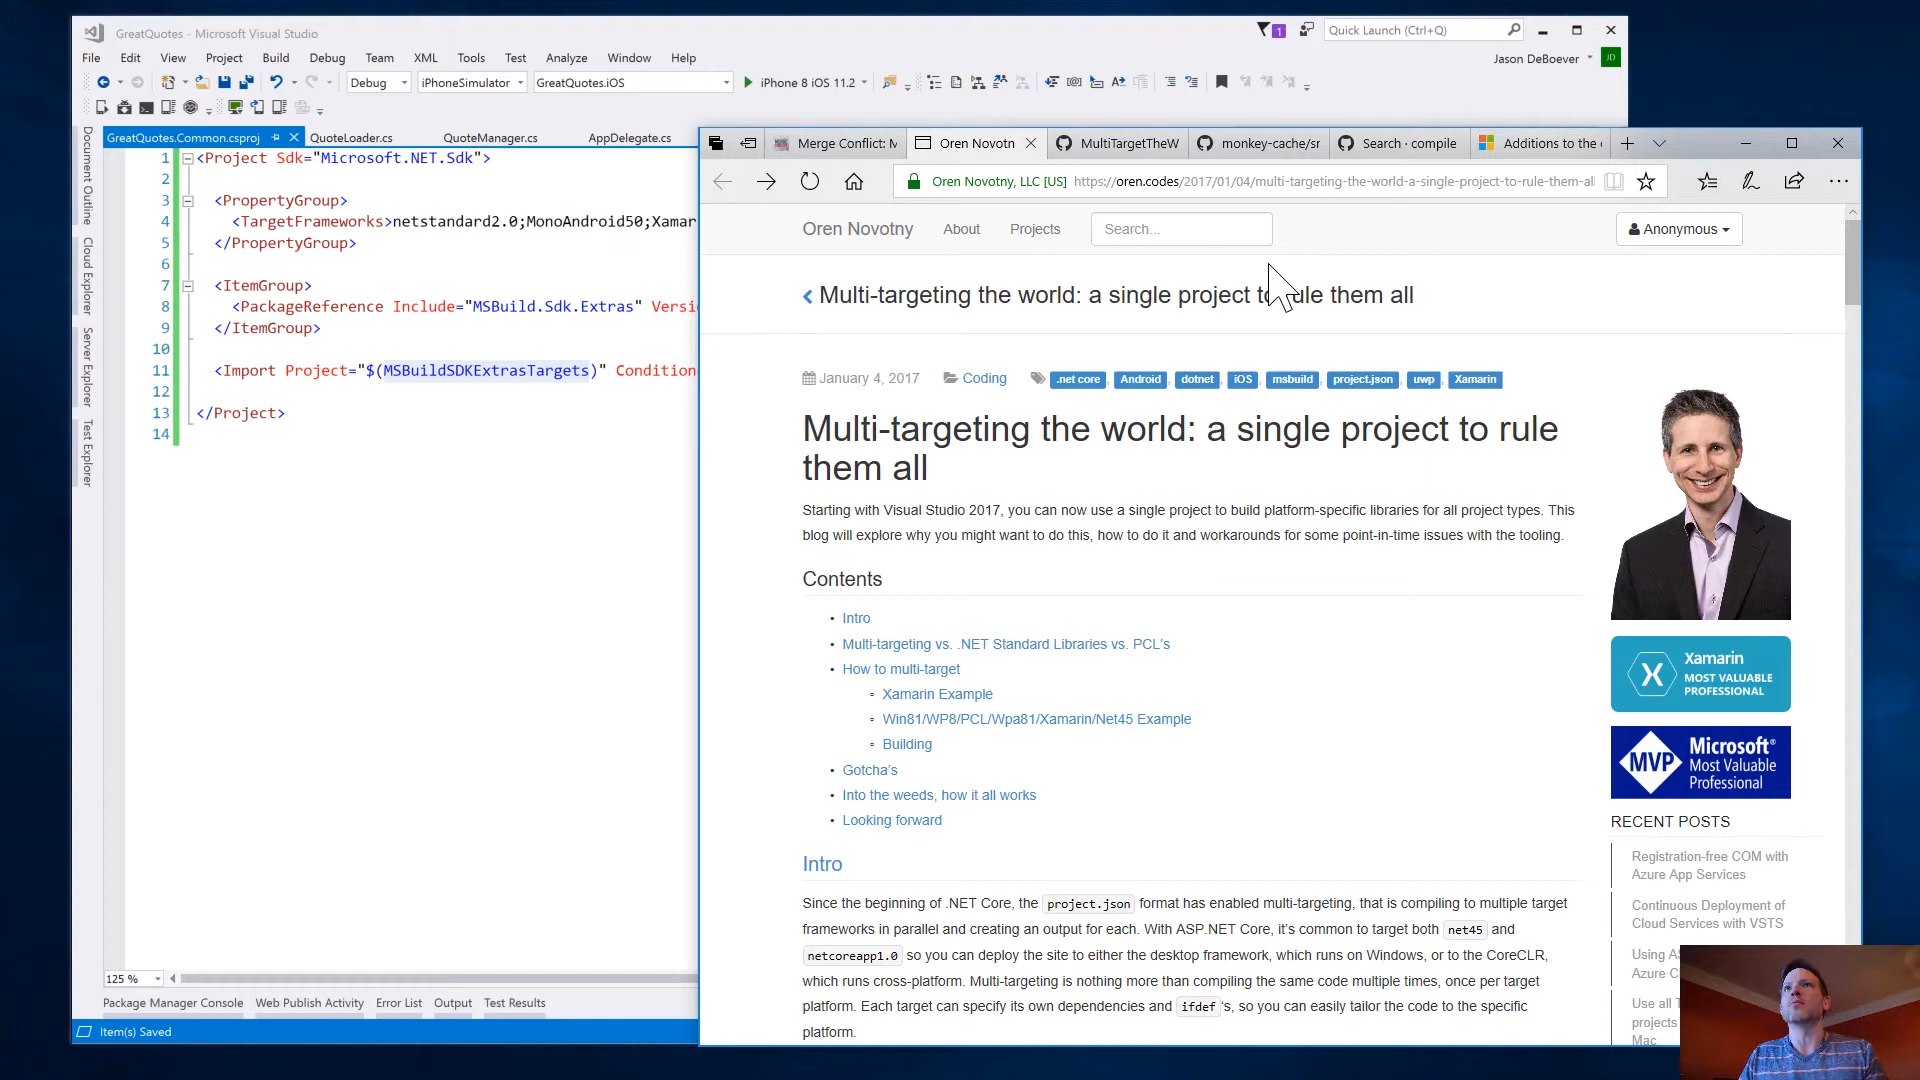 GreatQuotes - Microsoft Visual Studio
1
Quick Launch (Ctrl+Q)
File Edit View Project Build Debug Team XML Tools Test Analyze Window Help
Jason DeBoever
JD
Debug iPhoneSimulator GreatQuotes.iOS iPhone 8 iOS 11.2
GreatQuotes.Common.csproj QuoteLoader.cs QuoteManager.cs AppDelegate.cs
Document Outline
Cloud Explorer
Server Explorer
Test Explorer
1 <Project Sdk="Microsoft.NET.Sdk">
2
3 <PropertyGroup>
4 <TargetFrameworks>netstandard2.0;MonoAndroid50;Xamar
5 </PropertyGroup>
6
7 <ItemGroup>
8 <PackageReference Include="MSBuild.Sdk.Extras" Versi
9 </ItemGroup>
10
11 <Import Project="$(MSBuildSDKExtrasTargets)" Condition
12
13 </Project>
14
125 %
Package Manager Console Web Publish Activity Error List Output Test Results
Item(s) Saved
Merge Conflict: M Oren Novotn MultiTargetTheW monkey-cache/sr Search · compile Additions to the
Oren Novotny, LLC [US] https://oren.codes/2017/01/04/multi-targeting-the-world-a-single-project-to-rule-them-all
Oren Novotny About Projects Search... Anonymous
Multi-targeting the world: a single project to rule them all
January 4, 2017 Coding .net core, Android, dotnet, iOS, msbuild, project.json, uwp, Xamarin
Multi-targeting the world: a single project to rule
them all
Starting with Visual Studio 2017, you can now use a single project to build platform-specific libraries for all project types. This
blog will explore why you might want to do this, how to do it and workarounds for some point-in-time issues with the tooling.
Contents
Intro
Multi-targeting vs. .NET Standard Libraries vs. PCL's
How to multi-target
Xamarin Example
Win81/WP8/PCL/Wpa81/Xamarin/Net45 Example
Building
Gotcha's
Into the weeds, how it all works
Looking forward
Intro
Since the beginning of .NET Core, the project.json format has enabled multi-targeting, that is compiling to multiple target
frameworks in parallel and creating an output for each. With ASP.NET Core, it's common to target both net45 and
netcoreapp1.0 so you can deploy the site to either the desktop framework, which runs on Windows, or to the CoreCLR,
which runs cross-platform. Multi-targeting is nothing more than compiling the same code multiple times, once per target
platform. Each target can specify its own dependencies and ifdef 's, so you can easily tailor the code to the specific
platform.
X
Xamarin
MOST VALUABLE
PROFESSIONAL
MVP
Microsoft®
Most Valuable
Professional
RECENT POSTS
Registration-free COM with
Azure App Services
Continuous Deployment of
Cloud Services with VSTS
Using AS
Azure C
Use all T
projects
Mac